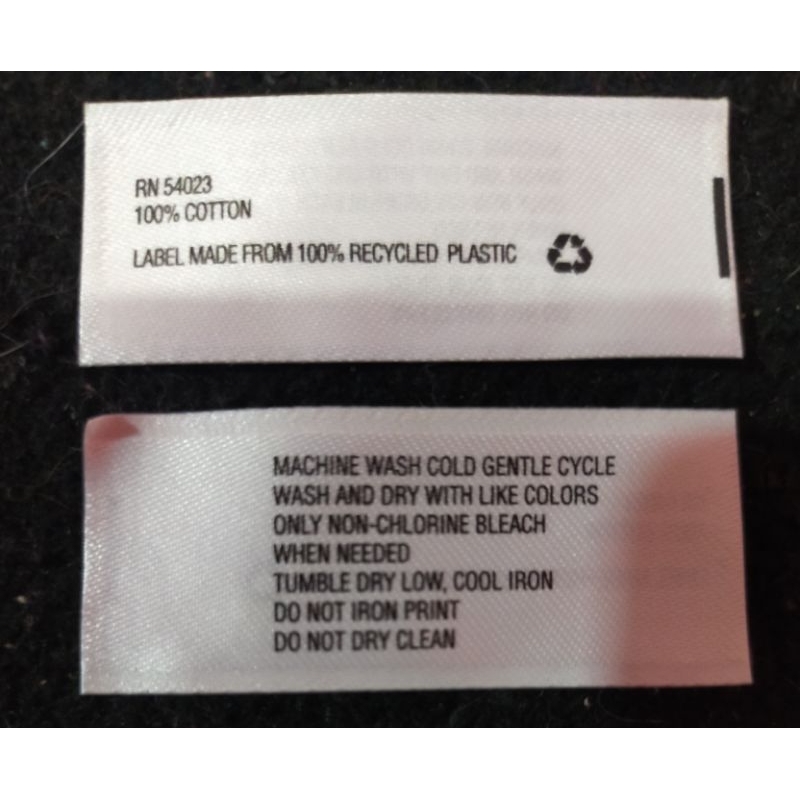 RN 54023
100% COTTON
LABEL MADE FROM 100% RECYCLED PLASTIC
MACHINE WASH COLD GENTLE CYCLE
WASH AND DRY WITH LIKE COLORS
ONLY NON-CHLORINE BLEACH
WHEN NEEDED
TUMBLE DRY LOW, COOL IRON
DO NOT IRON PRINT
DO NOT DRY CLEAN